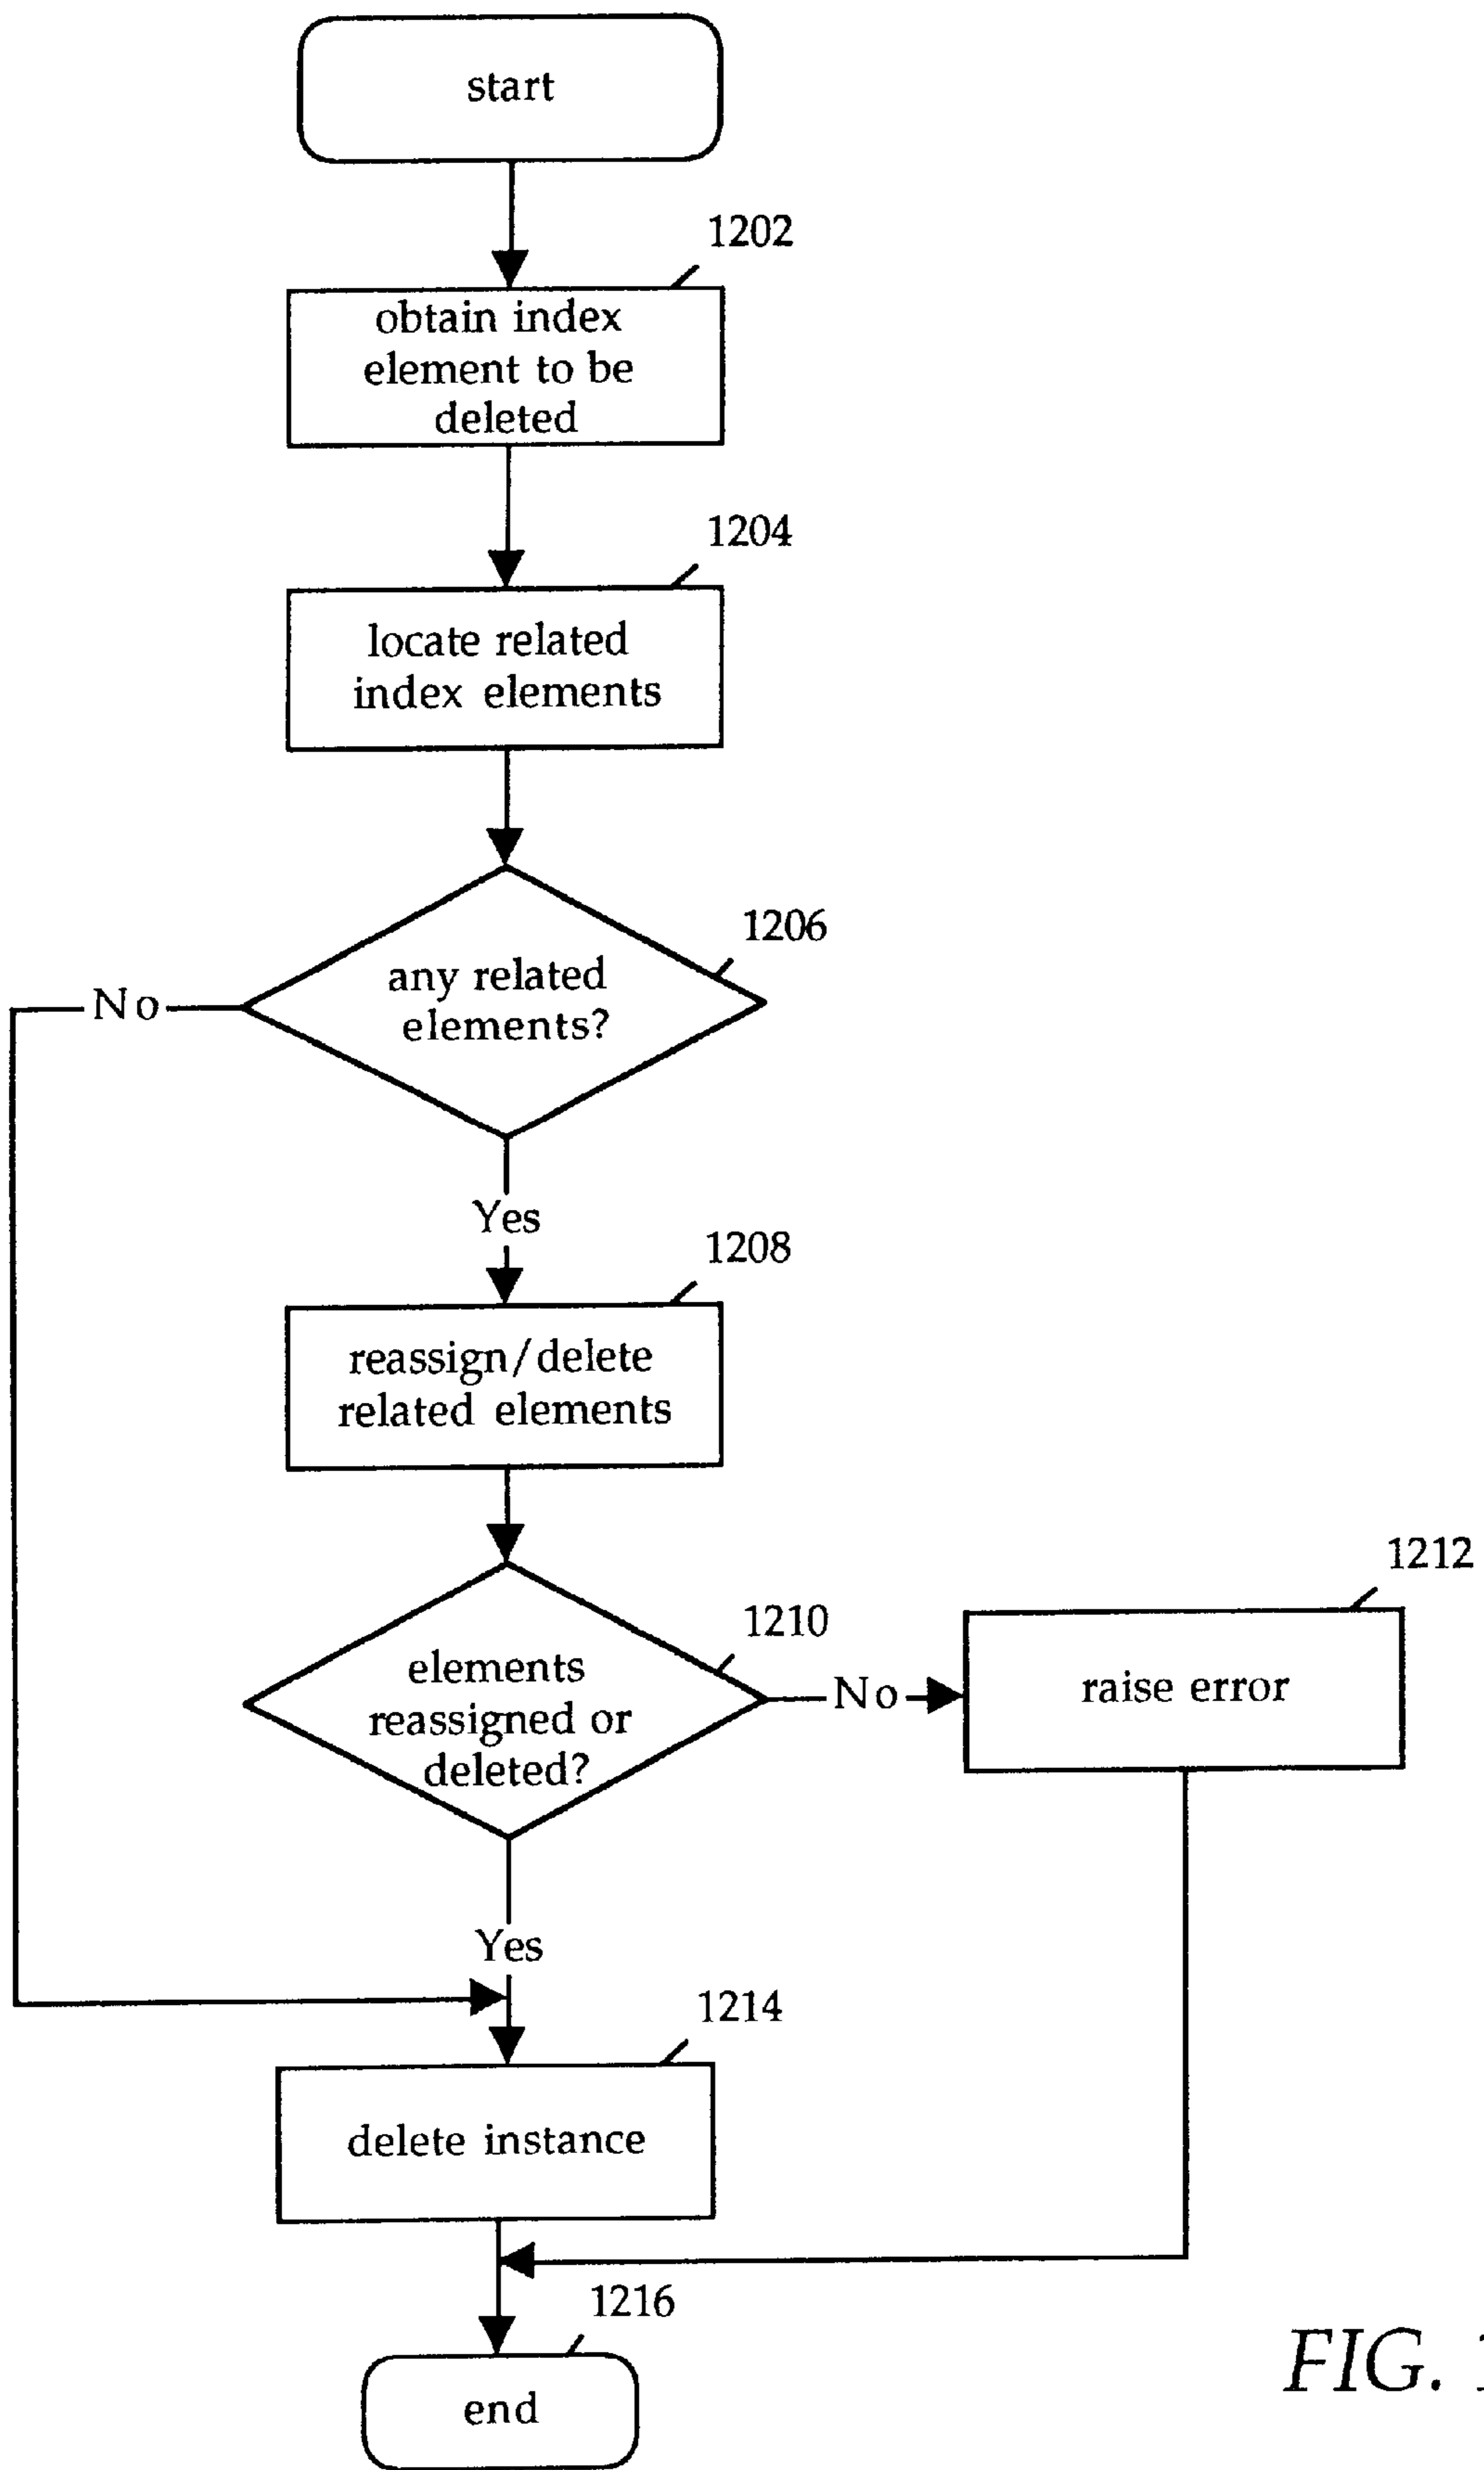 start
1202
obtain index
element to be
deleted
1204
locate related
index elements
1206
any related
elements?
No
Yes
1208
reassign/delete
related elements
1210
elements
reassigned or
deleted?
No
1212
raise error
Yes
1214
delete instance
1216
end
FIG.